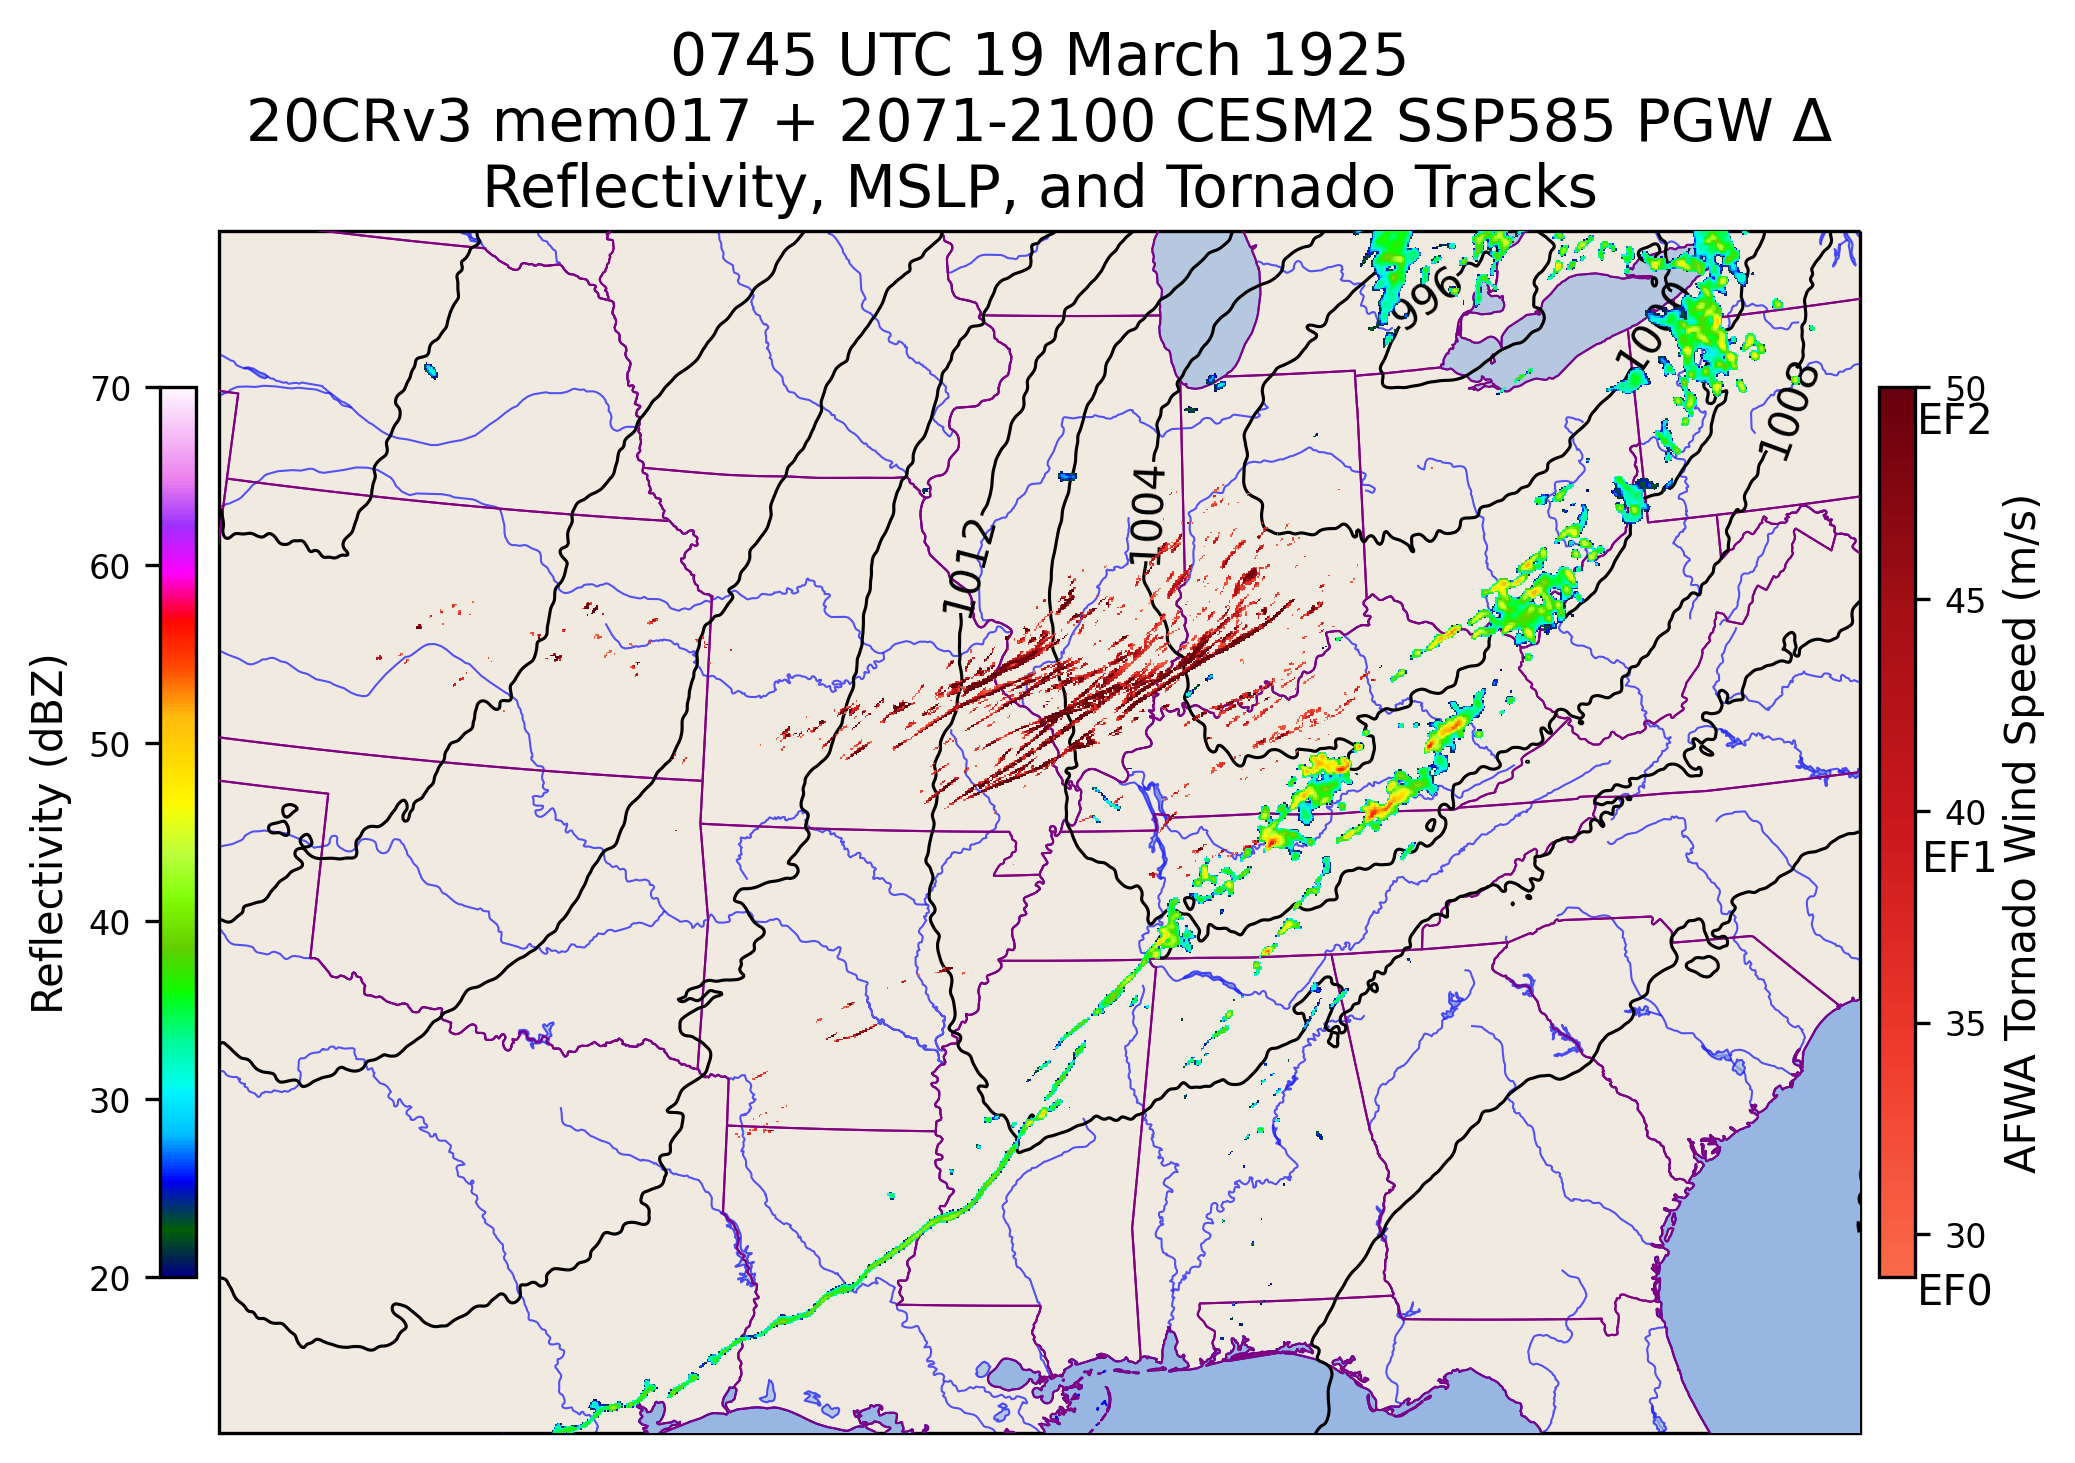 0745 UTC 19 March 1925
20CRv3 mem017 + 2071-2100 CESM2 SSP585 PGW Δ
Reflectivity, MSLP, and Tornado Tracks
996
1000
1008
1004
1012
70
60
50
40
30
20
Reflectivity (dBZ)
50
EF2
45
40
EF1
35
30
EF0
AFWA Tornado Wind Speed (m/s)